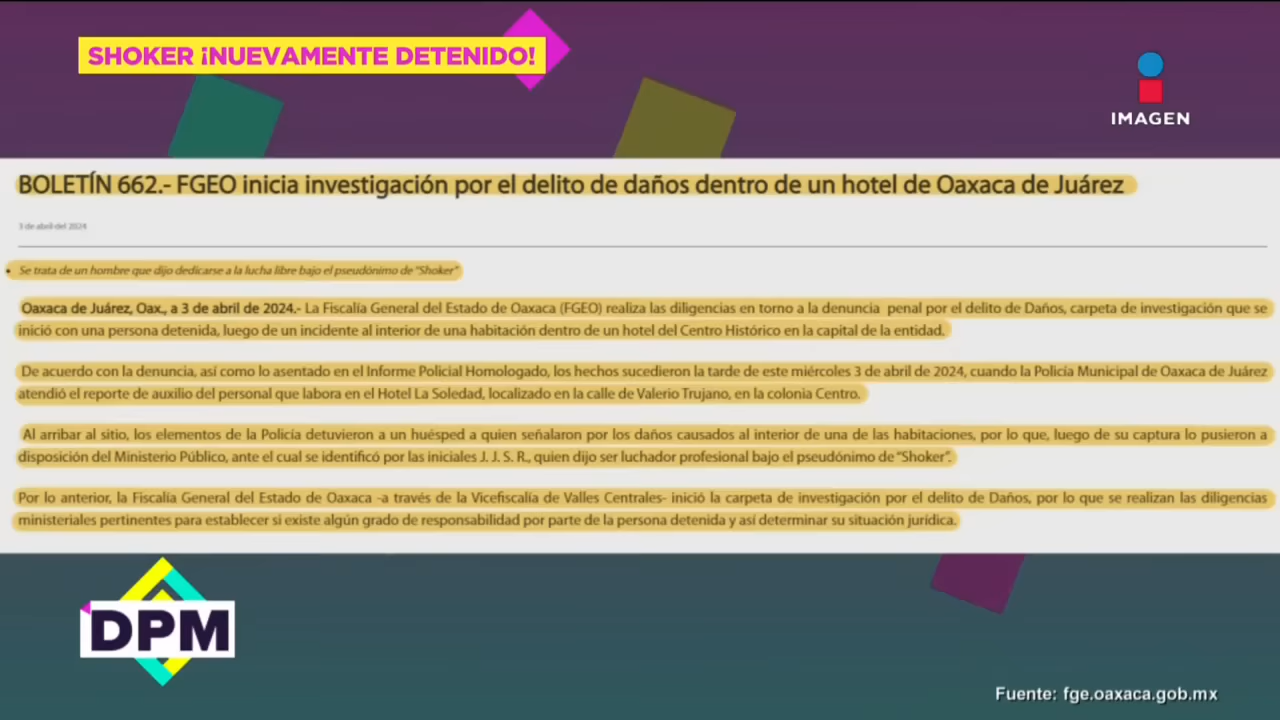 SHOKER ¡NUEVAMENTE DETENIDO!
IMAGEN
BOLETÍN 662.- FGEO inicia investigación por el delito de daños dentro de un hotel de Oaxaca de Juárez
3 de abril del 2024
• Se trata de un hombre que dijo dedicarse a la lucha libre bajo el pseudónimo de "Shoker"
Oaxaca de Juárez, Oax., a 3 de abril de 2024.- La Fiscalía General del Estado de Oaxaca (FGEO) realiza las diligencias en torno a la denuncia penal por el delito de Daños, carpeta de investigación que se
inició con una persona detenida, luego de un incidente al interior de una habitación dentro de un hotel del Centro Histórico en la capital de la entidad.
De acuerdo con la denuncia, así como lo asentado en el Informe Policial Homologado, los hechos sucedieron la tarde de este miércoles 3 de abril de 2024, cuando la Policía Municipal de Oaxaca de Juárez
atendió el reporte de auxilio del personal que labora en el Hotel La Soledad, localizado en la calle de Valerio Trujano, en la colonia Centro.
Al arribar al sitio, los elementos de la Policía detuvieron a un huésped a quien señalaron por los daños causados al interior de una de las habitaciones, por lo que, luego de su captura lo pusieron a
disposición del Ministerio Público, ante el cual se identificó por las iniciales J. J. S. R., quien dijo ser luchador profesional bajo el pseudónimo de "Shoker".
Por lo anterior, la Fiscalía General del Estado de Oaxaca -a través de la Vicefiscalía de Valles Centrales- inició la carpeta de investigación por el delito de Daños, por lo que se realizan las diligencias
ministeriales pertinentes para establecer si existe algún grado de responsabilidad por parte de la persona detenida y así determinar su situación jurídica.
DPM
Fuente: fge.oaxaca.gob.mx